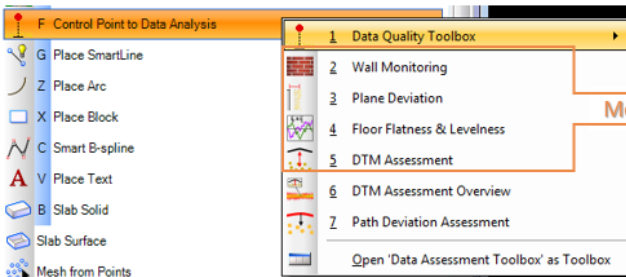 F Control Point to Data Analysis
G Place SmartLine
Z Place Arc
X Place Block
C Smart B-spline
V Place Text
B Slab Solid
Slab Surface
Mesh from Points
1 Data Quality Toolbox
2 Wall Monitoring
3 Plane Deviation
4 Floor Flatness & Levelness
5 DTM Assessment
6 DTM Assessment Overview
7 Path Deviation Assessment
Open 'Data Assessment Toolbox' as Toolbox